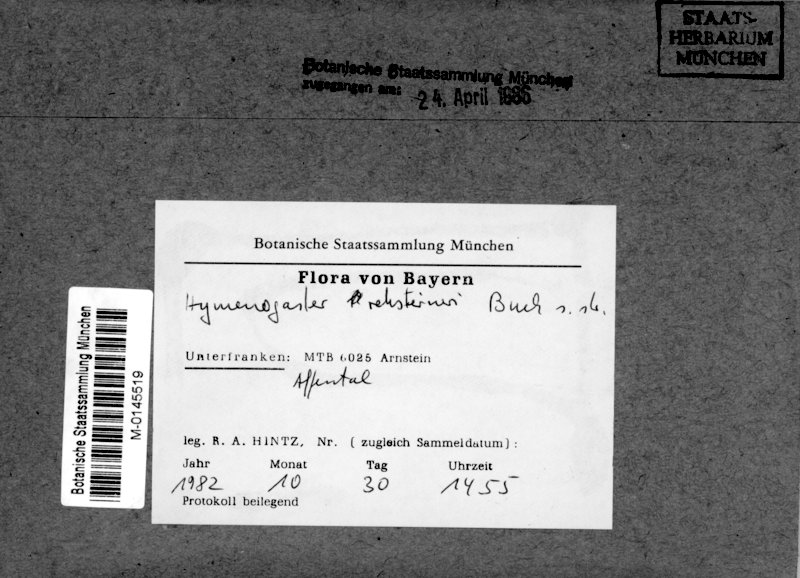 STAATS-
HERBARIUM
MÜNCHEN
Botanische Staatssammlung München
zugegangen am: 24. April 1986
Botanische Staatssammlung München
Flora von Bayern
Hymenogaster rehsteineri Buch s. str.
Unterfranken: MTB 6025 Arnstein
Affental
leg. R. A. HINTZ, Nr. ( zugleich Sammeldatum) :
Jahr Monat Tag Uhrzeit
1982 10 30 1455
Protokoll beiliegend
Botanische Staatssammlung München
M-0145519